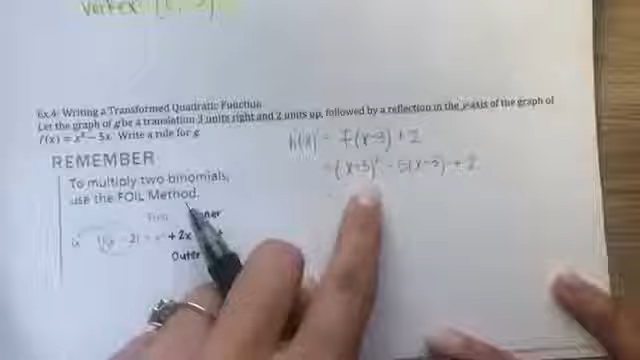 vertex:
Ex.4 Writing a Transformed Quadratic Function
Let the graph of g be a translation 3 units right and 2 units up, followed by a reflection in the y-axis of the graph of
f(x) = x² − 5x. Write a rule for g.
h(x) = f(x−3) + 2
= (x−3)² − 5(x−3) + 2
REMEMBER
To multiply two binomials,
use the FOIL Method.
First
+ 2x
Outer